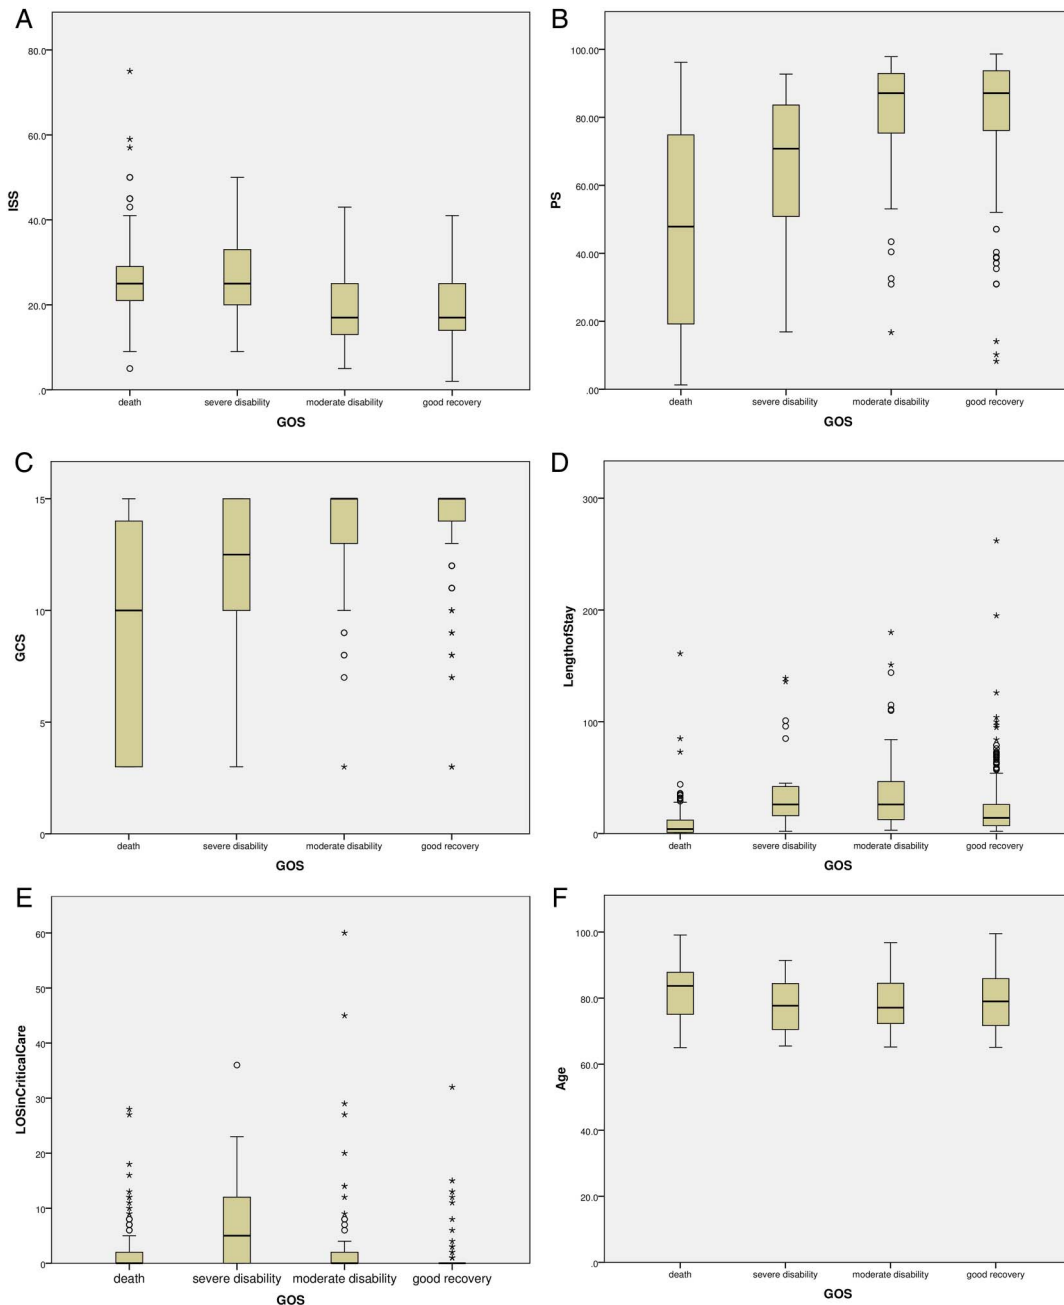 A
80.0
60.0
40.0
20.0
.0
ISS
death severe disability moderate disability good recovery
GOS
B
100.00
80.00
60.00
40.00
20.00
.00
PS
death severe disability moderate disability good recovery
GOS
C
15
10
5
0
GCS
death severe disability moderate disability good recovery
GOS
D
300
200
100
0
LengthofStay
death severe disability moderate disability good recovery
GOS
E
60
50
40
30
20
10
0
LOSinCriticalCare
death severe disability moderate disability good recovery
GOS
F
100.0
80.0
60.0
40.0
20.0
.0
Age
death severe disability moderate disability good recovery
GOS